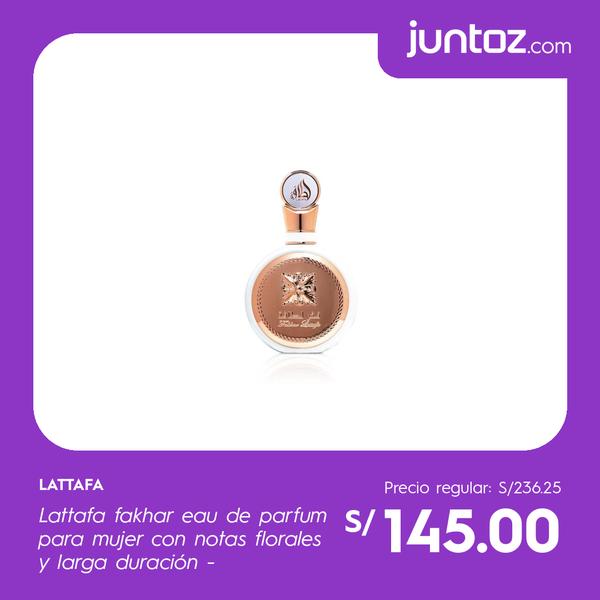 juntoz.com
LATTAFA
Lattafa fakhar eau de parfum
para mujer con notas florales
y larga duración -
Precio regular: S/236.25
S/145.00